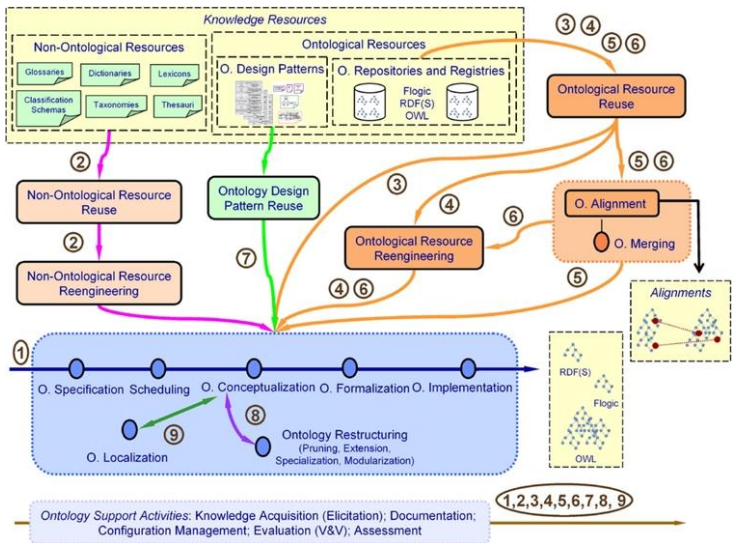 Knowledge Resources
Non-Ontological Resources
Glossaries
Dictionaries
Lexicons
Classification
Schemas
Taxonomies
Thesauri
Ontological Resources
O. Design Patterns
O. Repositories and Registries
Flogic
RDF(S)
OWL
3 4
5 6
Ontological Resource
Reuse
2
Non-Ontological Resource
Reuse
2
Non-Ontological Resource
Reengineering
Ontology Design
Pattern Reuse
7
3
4
5 6
Ontological Resource
Reengineering
6
O. Alignment
O. Merging
4 6
5
Alignments
1
O. Specification
Scheduling
O. Conceptualization
O. Formalization
O. Implementation
9
8
O. Localization
Ontology Restructuring
(Pruning, Extension,
Specialization, Modularization)
RDF(S)
Flogic
OWL
1,2,3,4,5,6,7,8, 9
Ontology Support Activities: Knowledge Acquisition (Elicitation); Documentation;
Configuration Management; Evaluation (V&V); Assessment